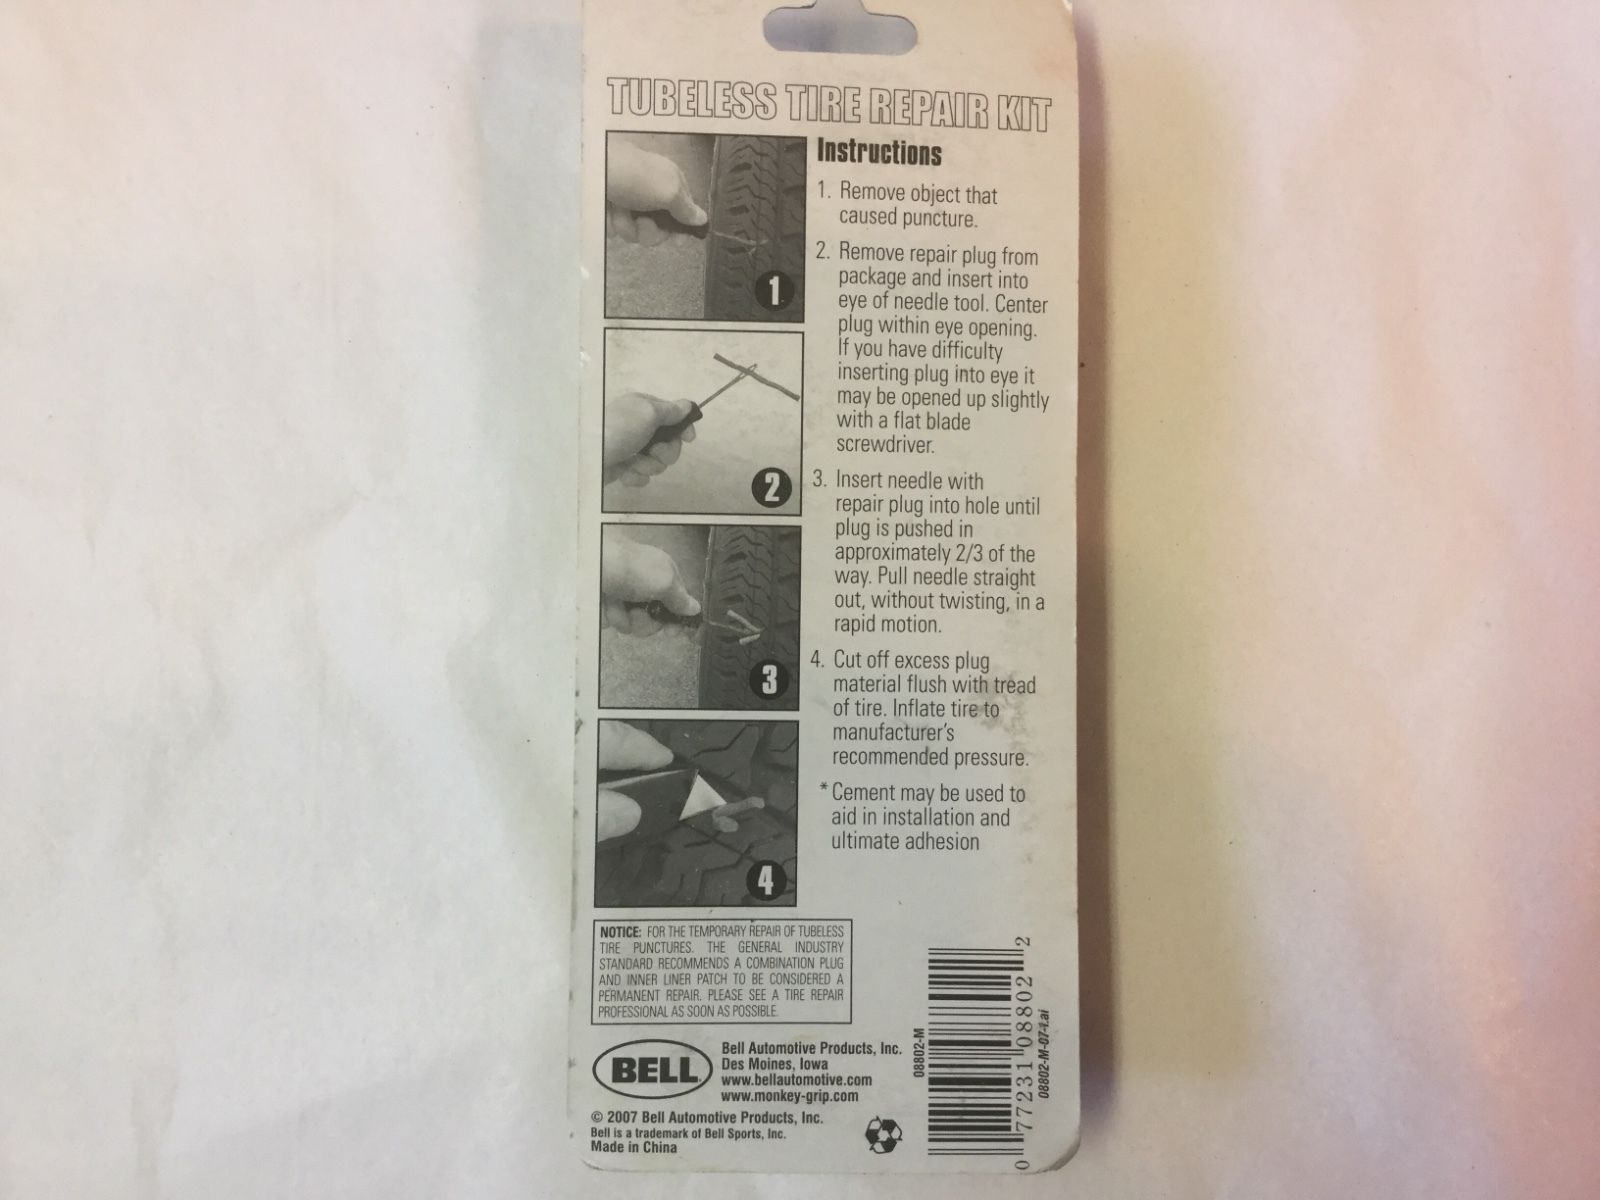 TUBELESS TIRE REPAIR KIT
Instructions
1. Remove object that
caused puncture.
2. Remove repair plug from
package and insert into
eye of needle tool. Center
plug within eye opening.
If you have difficulty
inserting plug into eye it
may be opened up slightly
with a flat blade
screwdriver.
3. Insert needle with
repair plug into hole until
plug is pushed in
approximately 2/3 of the
way. Pull needle straight
out, without twisting, in a
rapid motion.
4. Cut off excess plug
material flush with tread
of tire. Inflate tire to
manufacturer's
recommended pressure.
* Cement may be used to
aid in installation and
ultimate adhesion
1
2
3
4
NOTICE: FOR THE TEMPORARY REPAIR OF TUBELESS
TIRE PUNCTURES. THE GENERAL INDUSTRY
STANDARD RECOMMENDS A COMBINATION PLUG
AND INNER LINER PATCH TO BE CONSIDERED A
PERMANENT REPAIR. PLEASE SEE A TIRE REPAIR
PROFESSIONAL AS SOON AS POSSIBLE.
BELL
Bell Automotive Products, Inc.
Des Moines, Iowa
www.bellautomotive.com
www.monkey-grip.com
© 2007 Bell Automotive Products, Inc.
Bell is a trademark of Bell Sports, Inc.
Made in China
08802-M
0 77231 08802 2
08802-M-07-1.ai